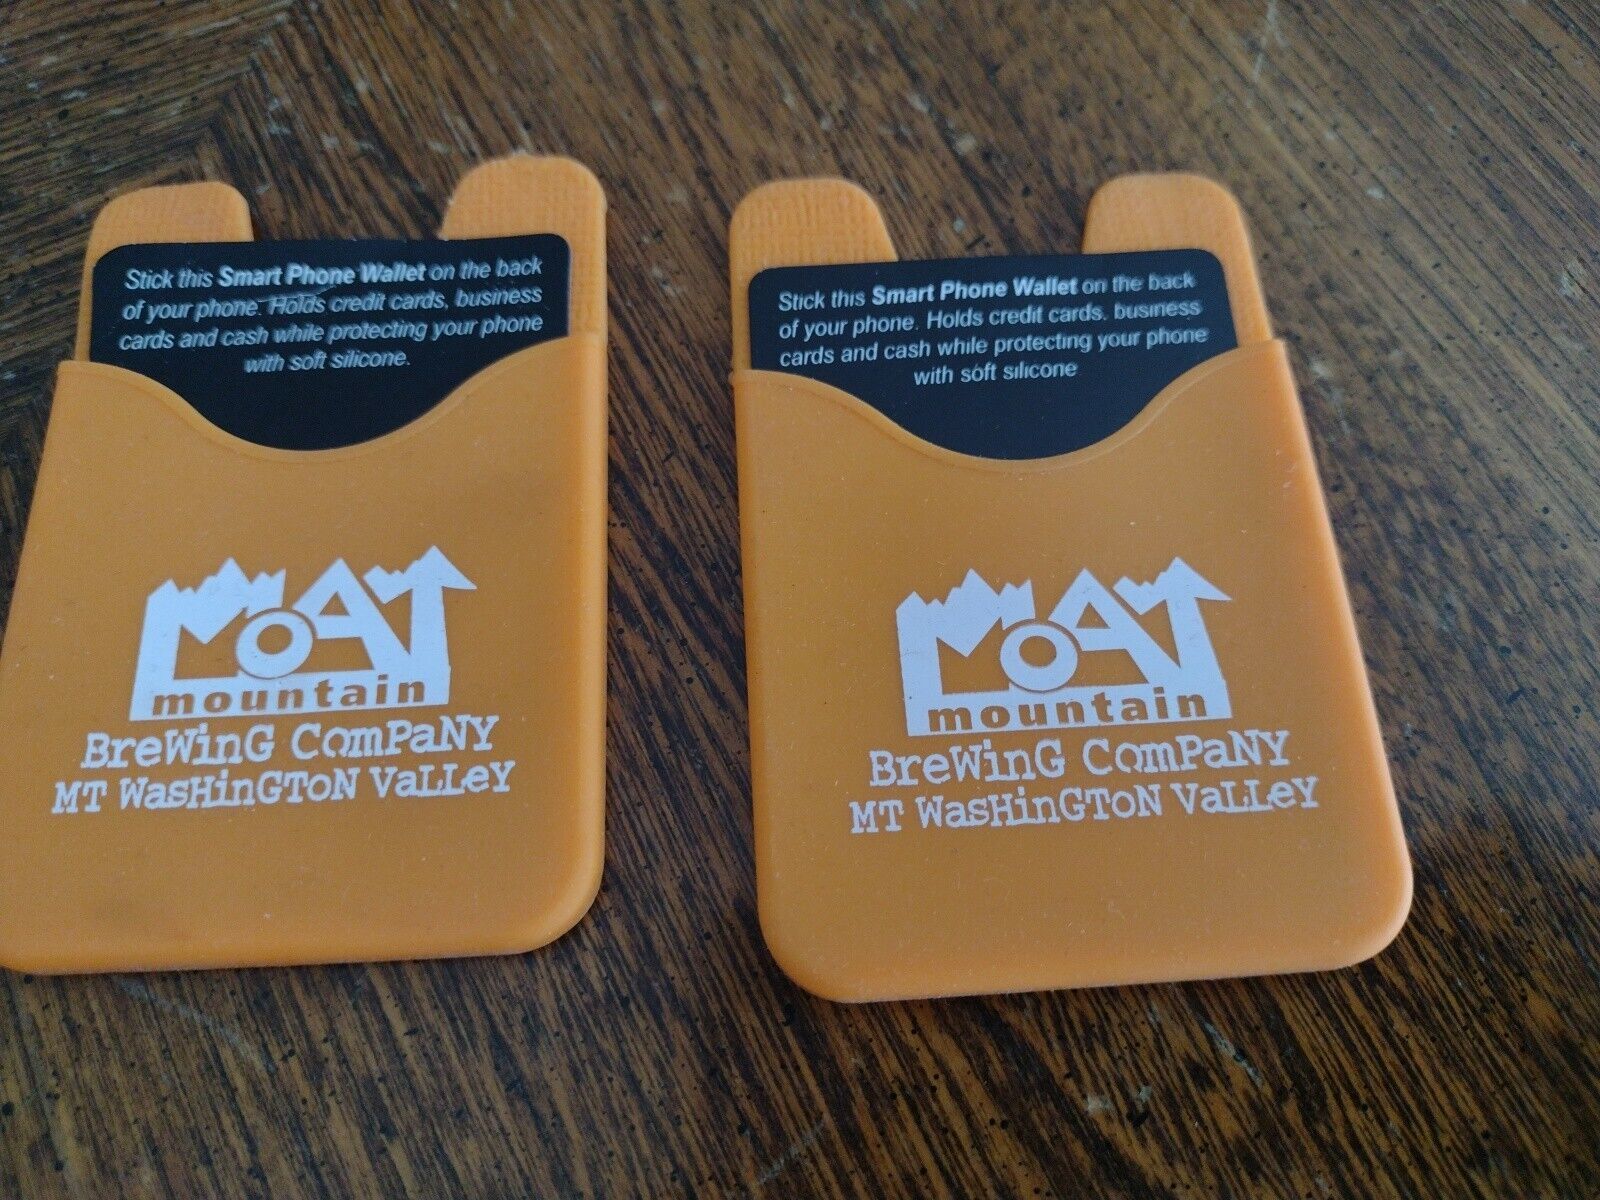 Stick this Smart Phone Wallet on the back
of your phone. Holds credit cards, business
cards and cash while protecting your phone
with soft silicone.
MOAT
mountain
BreWinG ComPaNY
MT WasHinGToN VaLLeY
Stick this Smart Phone Wallet on the back
of your phone. Holds credit cards, business
cards and cash while protecting your phone
with soft silicone
MOAT
mountain
BreWinG ComPaNY
MT WasHinGToN VaLLeY